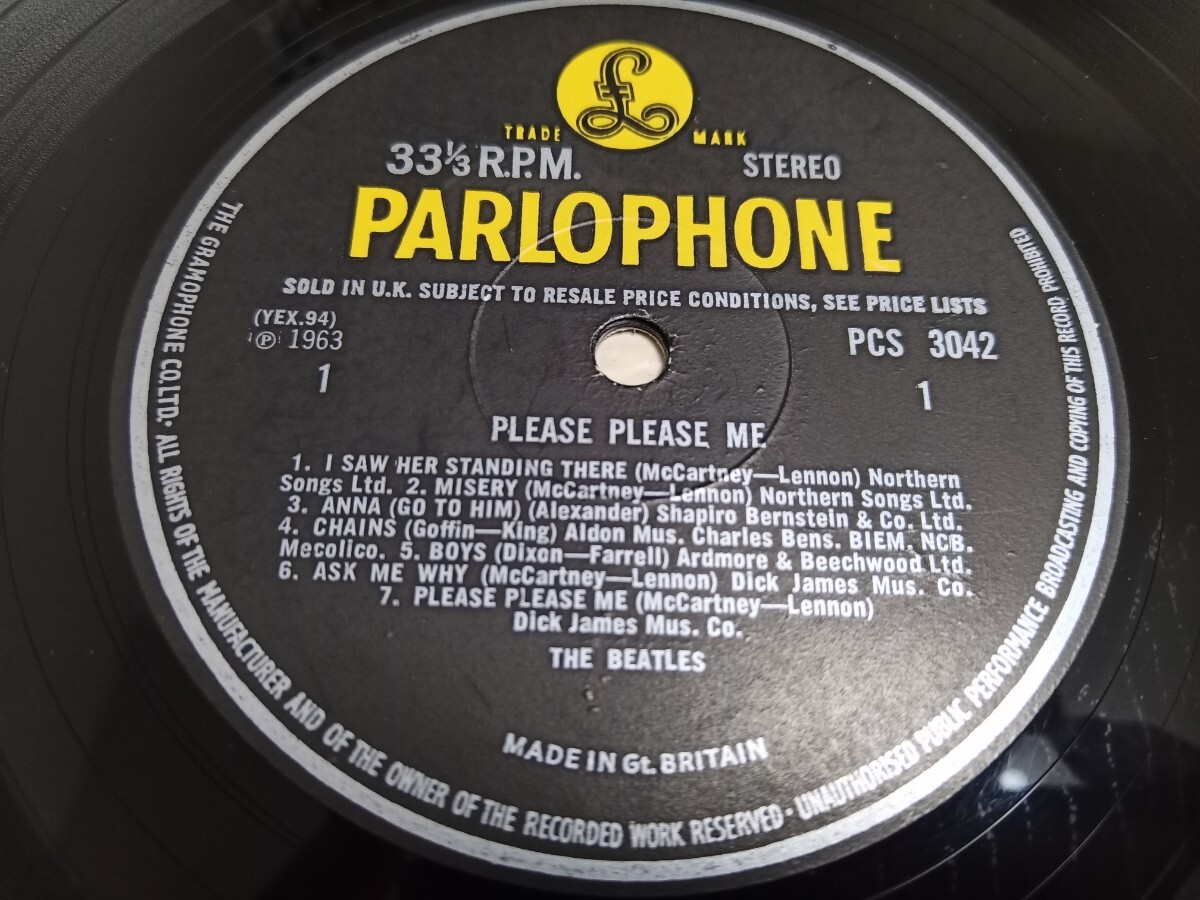 £
TRADE MARK
33⅓ R.P.M. STEREO
PARLOPHONE
SOLD IN U.K. SUBJECT TO RESALE PRICE CONDITIONS, SEE PRICE LISTS
(YEX.94)
℗ 1963 PCS 3042
1 1
PLEASE PLEASE ME
1. I SAW HER STANDING THERE (McCartney—Lennon) Northern
Songs Ltd. 2. MISERY (McCartney—Lennon) Northern Songs Ltd.
3. ANNA (GO TO HIM) (Alexander) Shapiro Bernstein & Co. Ltd.
4. CHAINS (Goffin—King) Aldon Mus. Charles Bens. BIEM. NCB.
Mecolico. 5. BOYS (Dixon—Farrell) Ardmore & Beechwood Ltd.
6. ASK ME WHY (McCartney—Lennon) Dick James Mus. Co.
7. PLEASE PLEASE ME (McCartney—Lennon)
Dick James Mus. Co.
THE BEATLES
MADE IN Gt. BRITAIN
THE GRAMOPHONE CO. LTD. · ALL RIGHTS OF THE MANUFACTURER AND OF THE OWNER OF THE RECORDED WORK RESERVED · UNAUTHORISED PUBLIC PERFORMANCE BROADCASTING AND COPYING OF THIS RECORD PROHIBITED